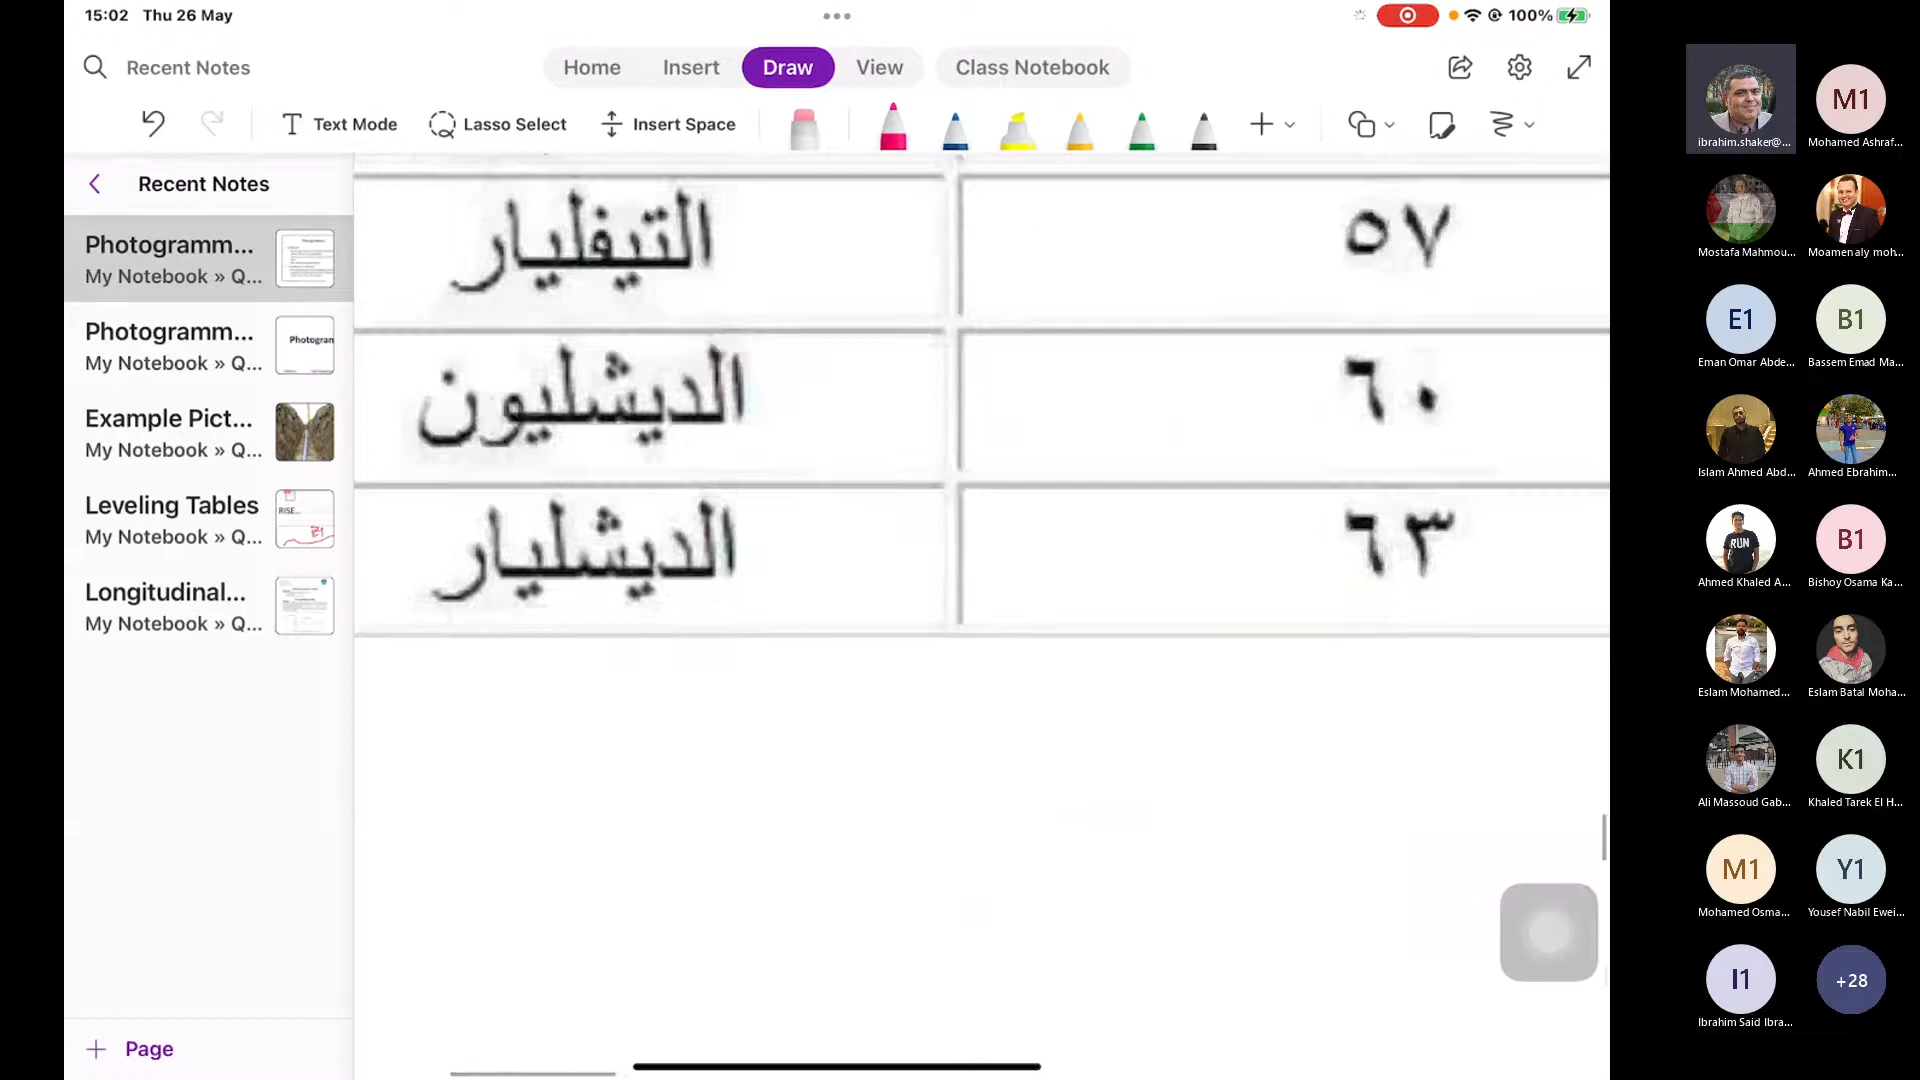 15:02 Thu 26 May
100%
Recent Notes
Home Insert Draw View Class Notebook
Text Mode Lasso Select Insert Space
Recent Notes
Photogramm...
My Notebook » Q...
Photogramm...
My Notebook » Q...
Photogram
Example Pict...
My Notebook » Q...
Leveling Tables
My Notebook » Q...
RISE...
Longitudinal...
My Notebook » Q...
Page
التيفليار ٥٧
الديشليون ٦٠
الديشليار ٦٣
ibrahim.shaker@...
M1
Mohamed Ashraf...
Mostafa Mahmou...
Moamenaly moh...
E1
Eman Omar Abde...
B1
Bassem Emad Ma...
Islam Ahmed Abd...
Ahmed Ebrahim...
RUN
Ahmed Khaled A...
B1
Bishoy Osama Ka...
Eslam Mohamed...
Eslam Batal Moha...
Ali Massoud Gab...
K1
Khaled Tarek El H...
M1
Mohamed Osma...
Y1
Yousef Nabil Ewei...
I1
Ibrahim Said Ibra...
+28